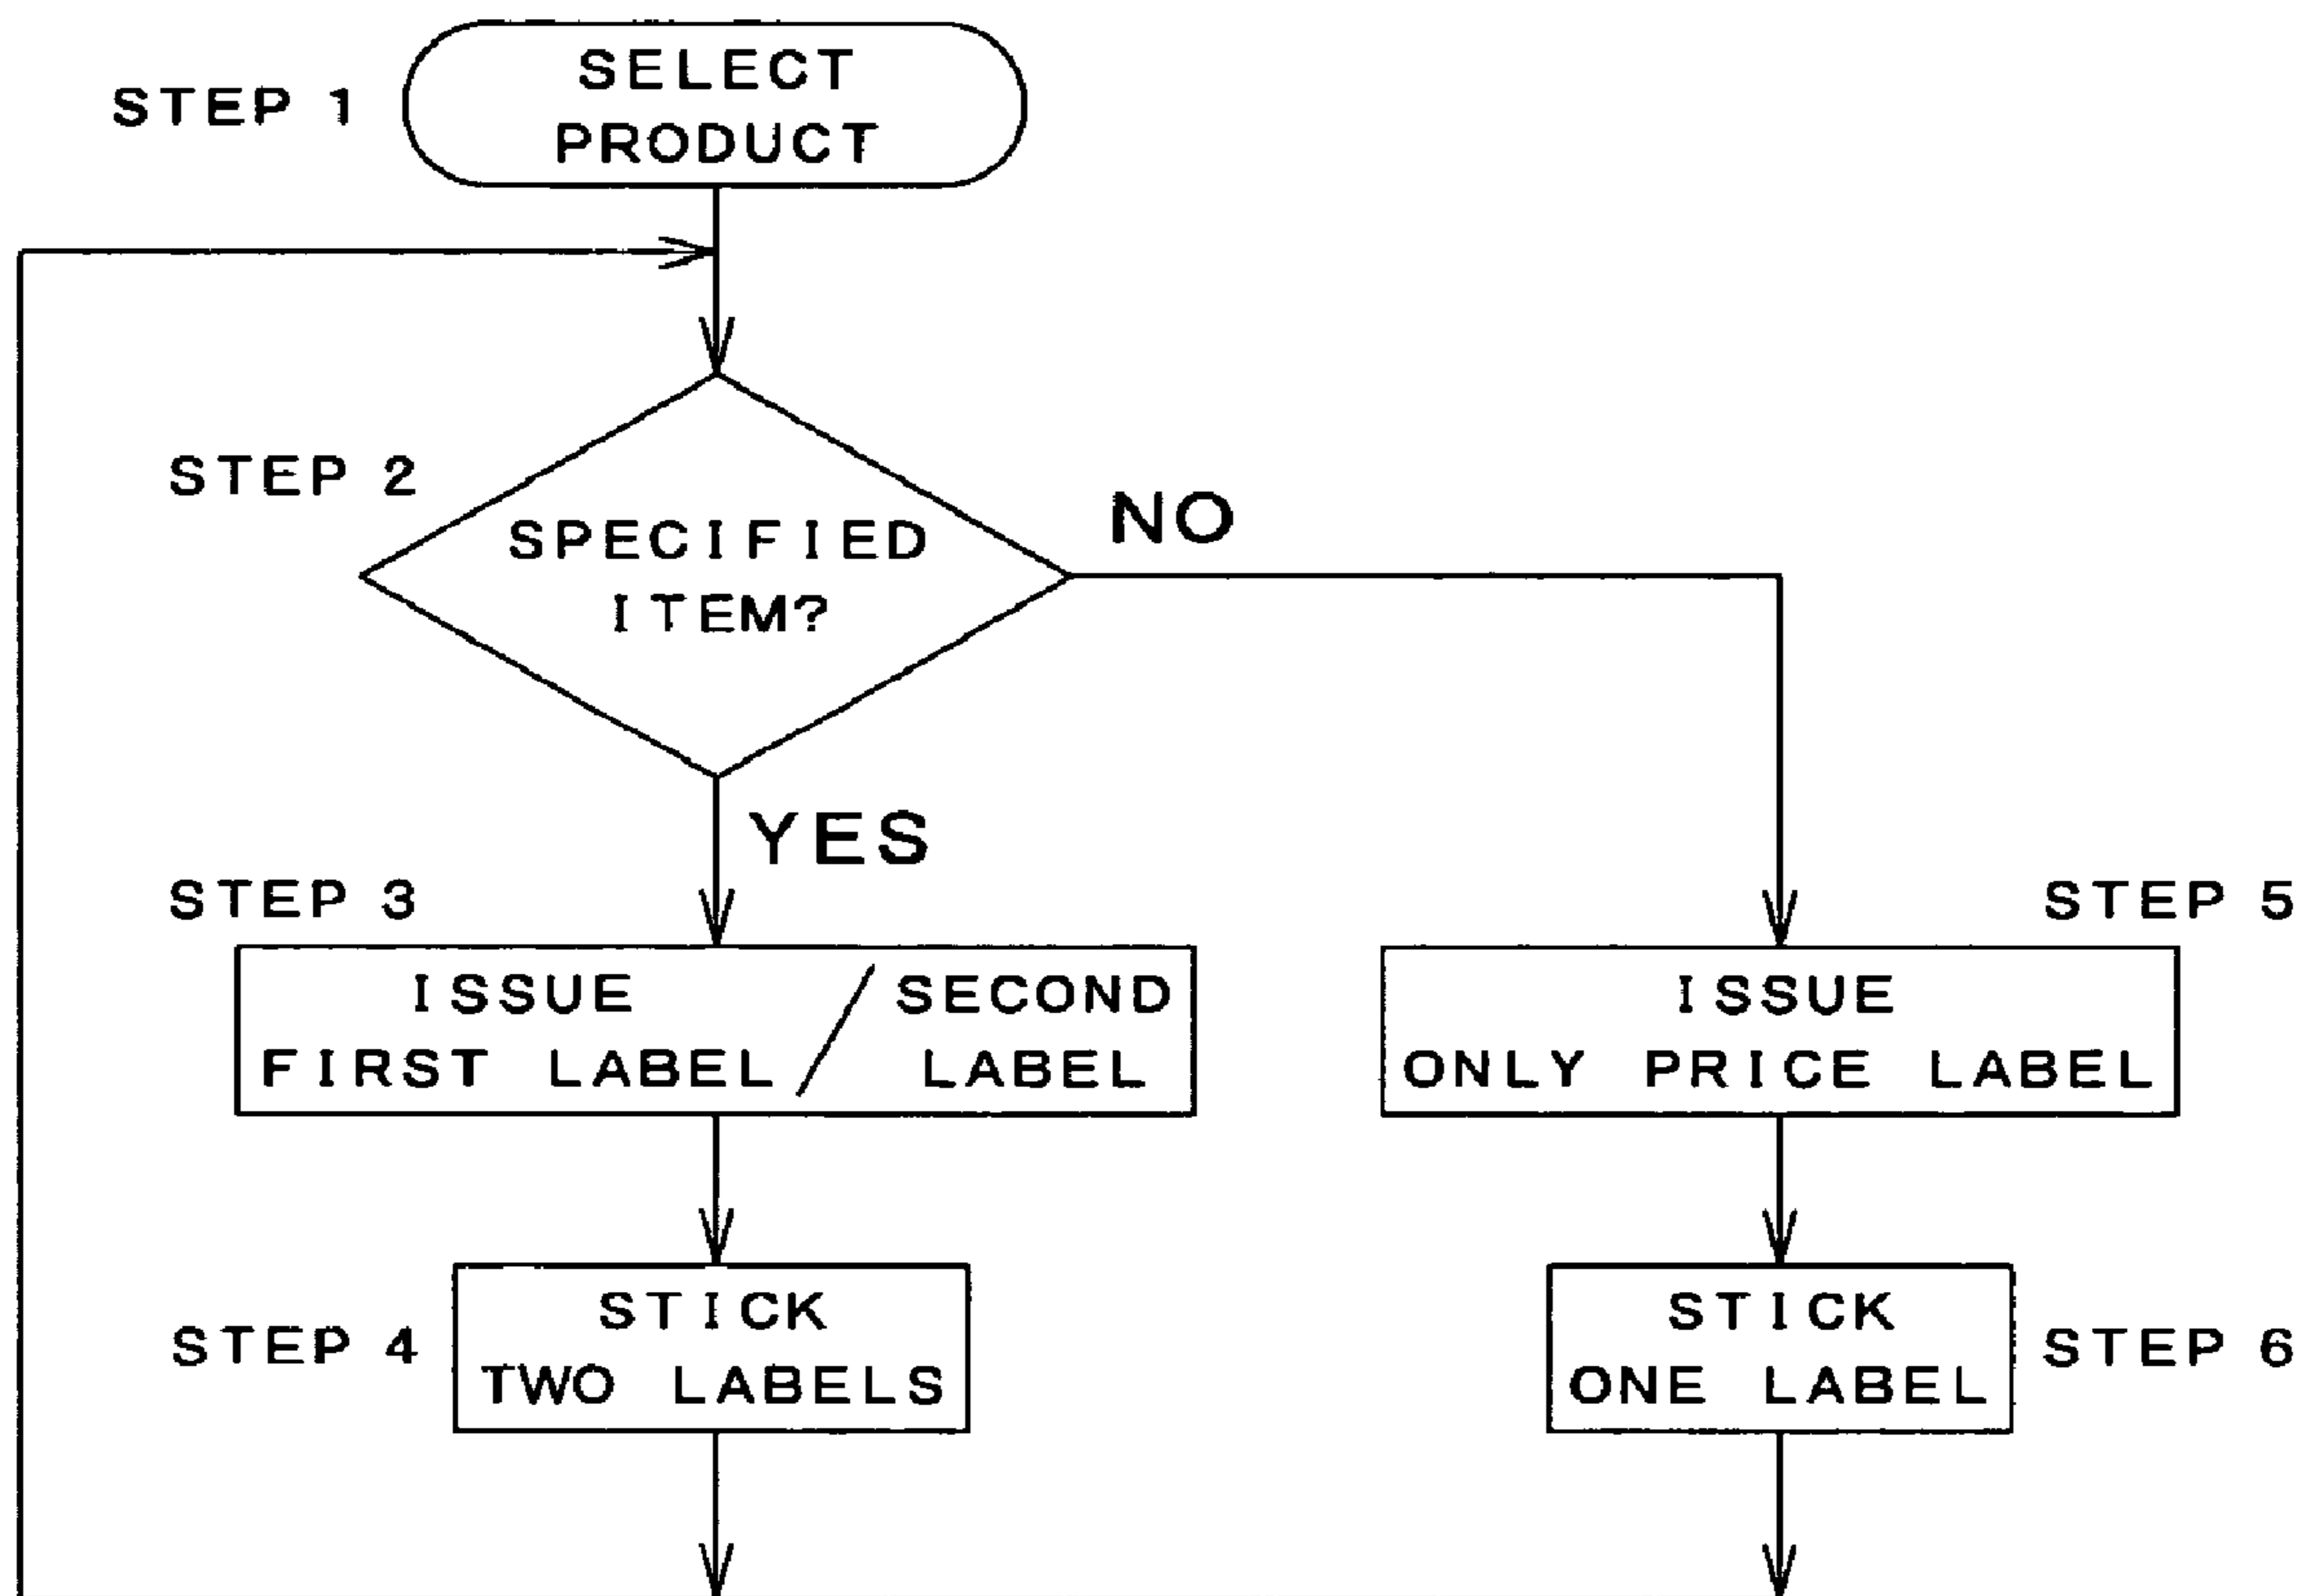 STEP 1
SELECT
PRODUCT
STEP 2
SPECIFIED
ITEM?
NO
YES
STEP 3
ISSUE
FIRST LABEL
/
SECOND
LABEL
STEP 5
ISSUE
ONLY PRICE LABEL
STEP 4
STICK
TWO LABELS
STICK
ONE LABEL
STEP 6